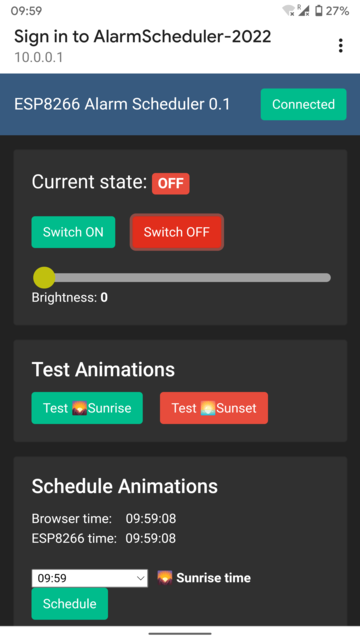 09:59
R
27%
Sign in to AlarmScheduler-2022
10.0.0.1
ESP8266 Alarm Scheduler 0.1 Connected
Current state: OFF
Switch ON Switch OFF
Brightness: 0
Test Animations
Test 🌄Sunrise Test 🌅Sunset
Schedule Animations
Browser time: 09:59:08
ESP8266 time: 09:59:08
09:59 🌄 Sunrise time
Schedule